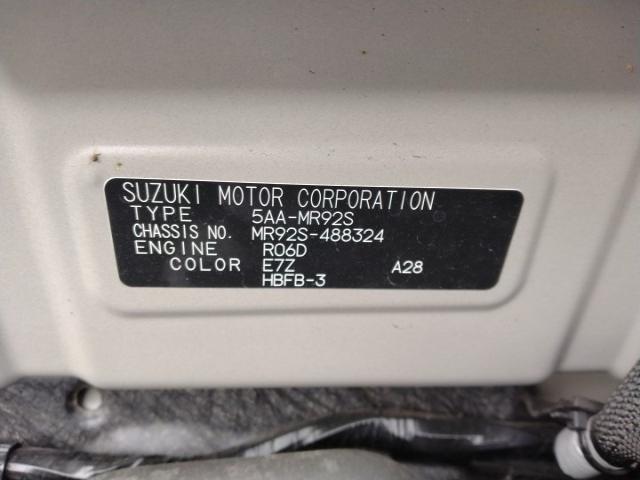 SUZUKI MOTOR CORPORATION
TYPE 5AA-MR92S
CHASSIS NO. MR92S-488324
ENGINE R06D
COLOR E7Z A28
HBFB-3